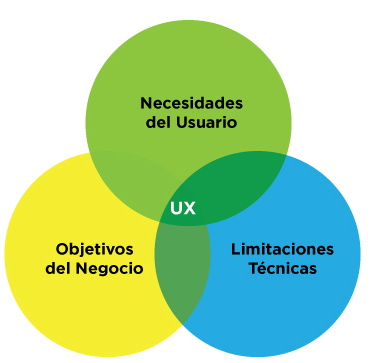 Necesidades
del Usuario
UX
Objetivos
del Negocio
Limitaciones
Técnicas